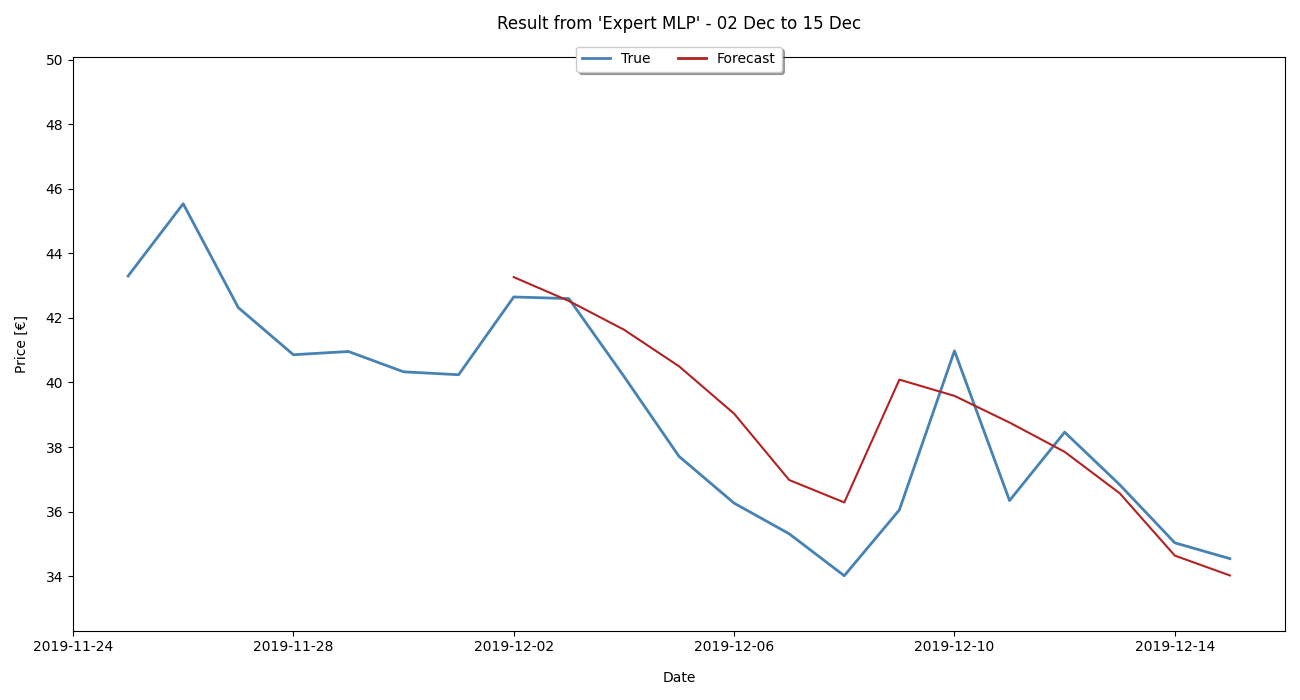 Result from 'Expert MLP' - 02 Dec to 15 Dec
True Forecast
50
48
46
44
42
40
38
36
34
Price [€]
2019-11-24 2019-11-28 2019-12-02 2019-12-06 2019-12-10 2019-12-14
Date